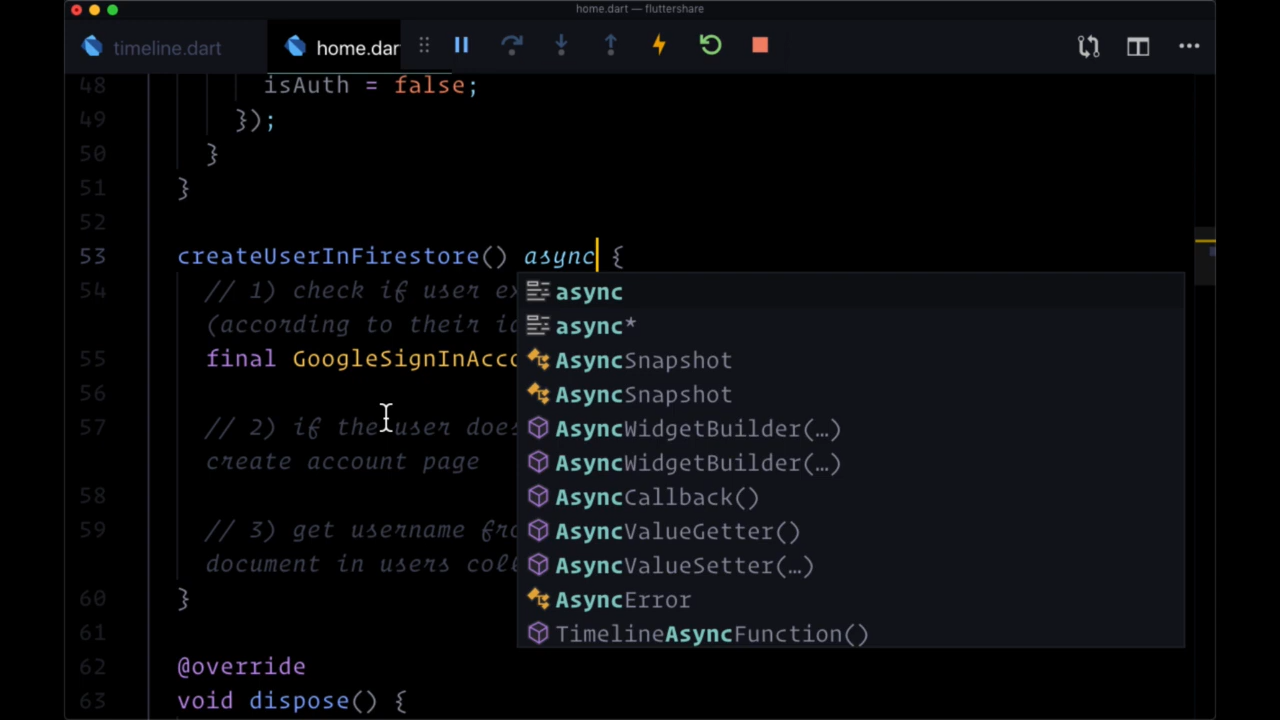 home.dart — fluttershare
timeline.dart
home.dar
48 isAuth = false;
49 });
50 }
51 }
52
53 createUserInFirestore() async {
54 // 1) check if user ex
(according to their id
55 final GoogleSignInAcco
56
57 // 2) if the user does
create account page
58
59 // 3) get username fro
document in users coll
60 }
61
62 @override
63 void dispose() {
async
async*
AsyncSnapshot
AsyncSnapshot
AsyncWidgetBuilder(…)
AsyncWidgetBuilder(…)
AsyncCallback()
AsyncValueGetter()
AsyncValueSetter(…)
AsyncError
TimelineAsyncFunction()